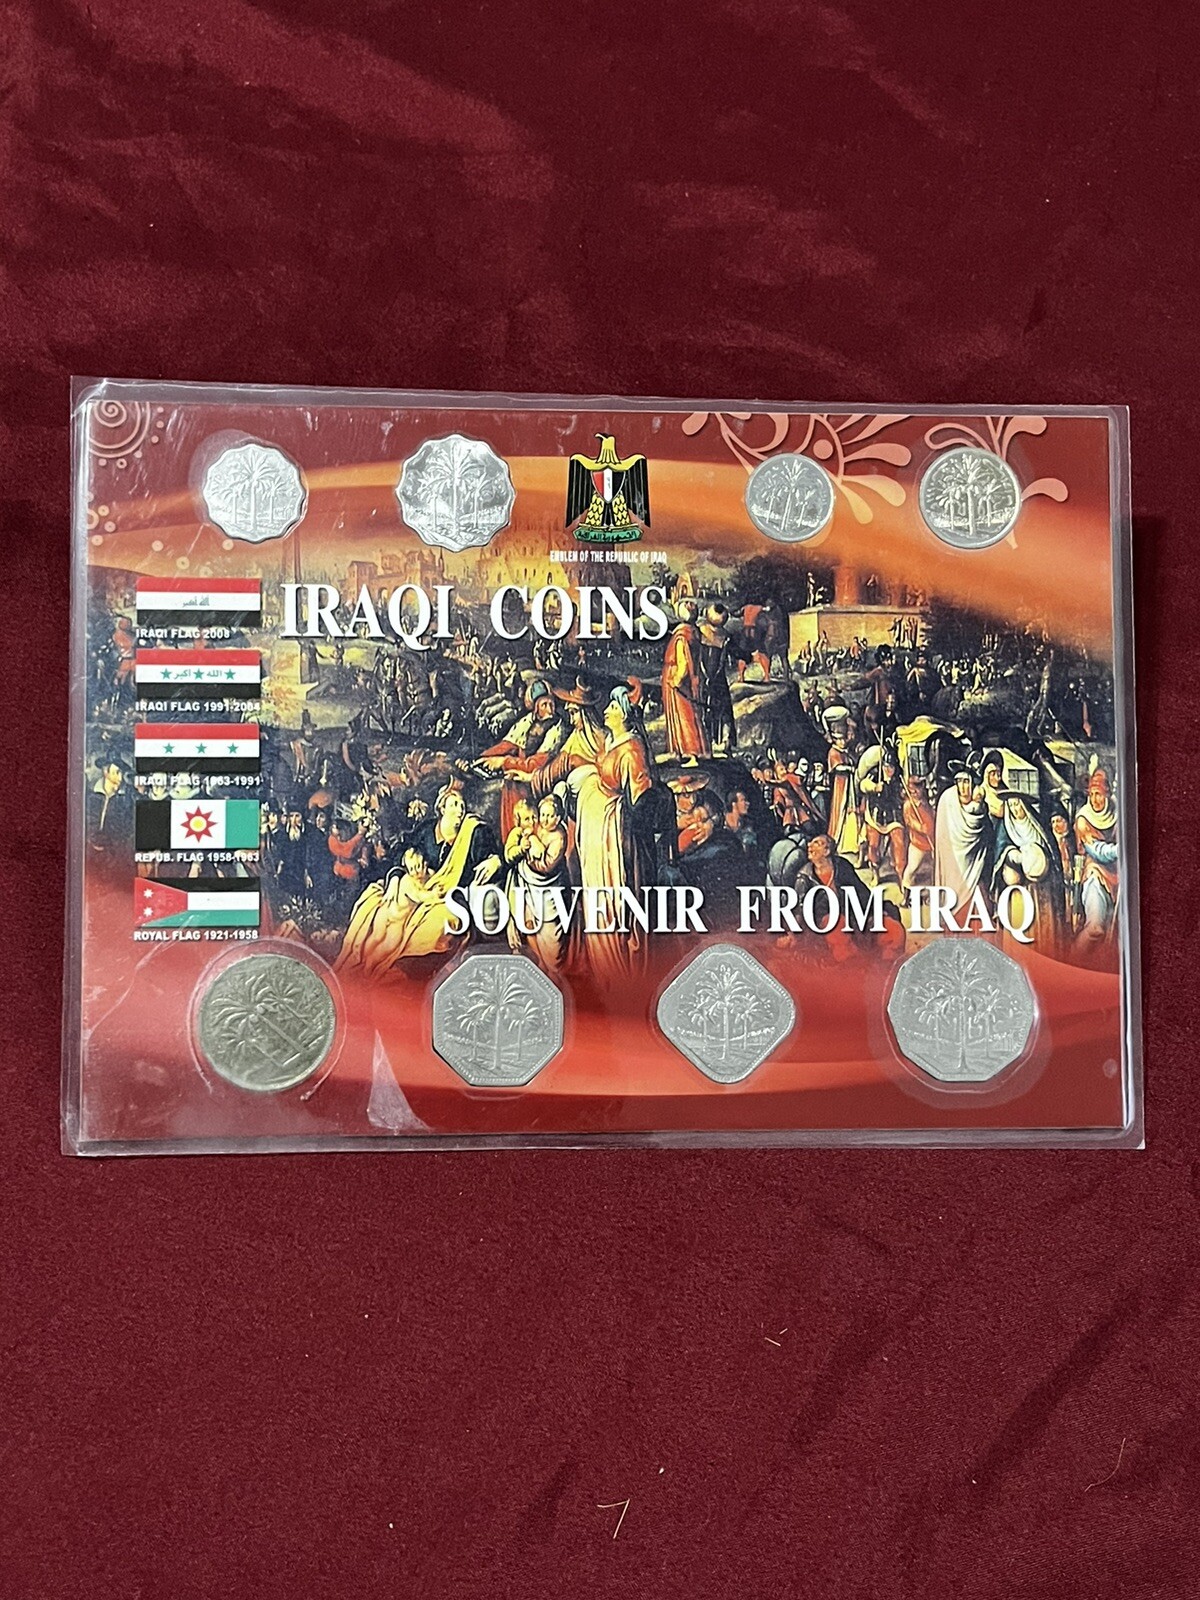 EMBLEM OF THE REPUBLIC OF IRAQ
IRAQI COINS
IRAQI FLAG 2008
الله اكبر
IRAQI FLAG 1991-2004
IRAQI FLAG 1963-1991
REPUB. FLAG 1958-1963
ROYAL FLAG 1921-1958
SOUVENIR FROM IRAQ